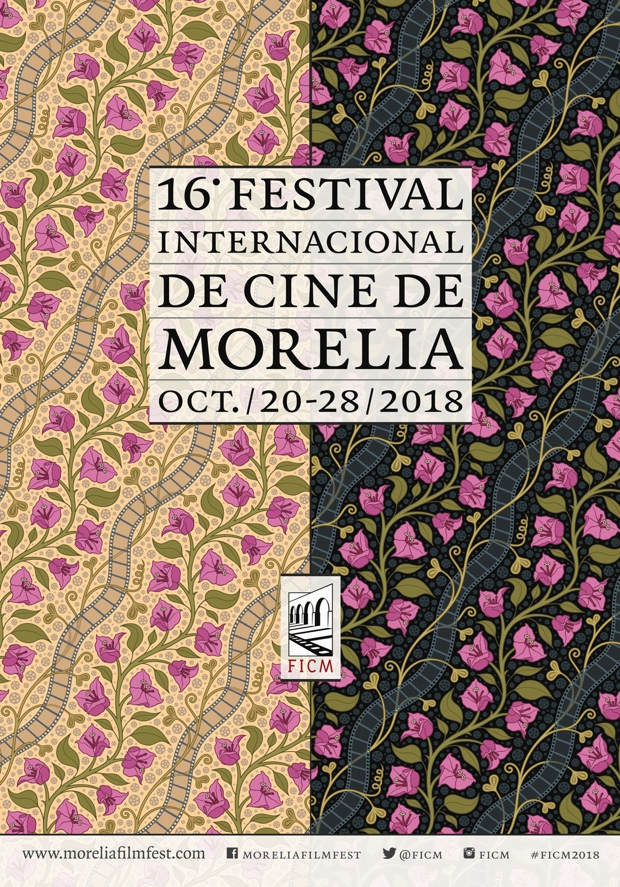 16° FESTIVAL
INTERNACIONAL
DE CINE DE
MORELIA
OCT./20-28/2018
FICM
www.moreliafilmfest.com MORELIAFILMFEST @FICM FICM #FICM2018